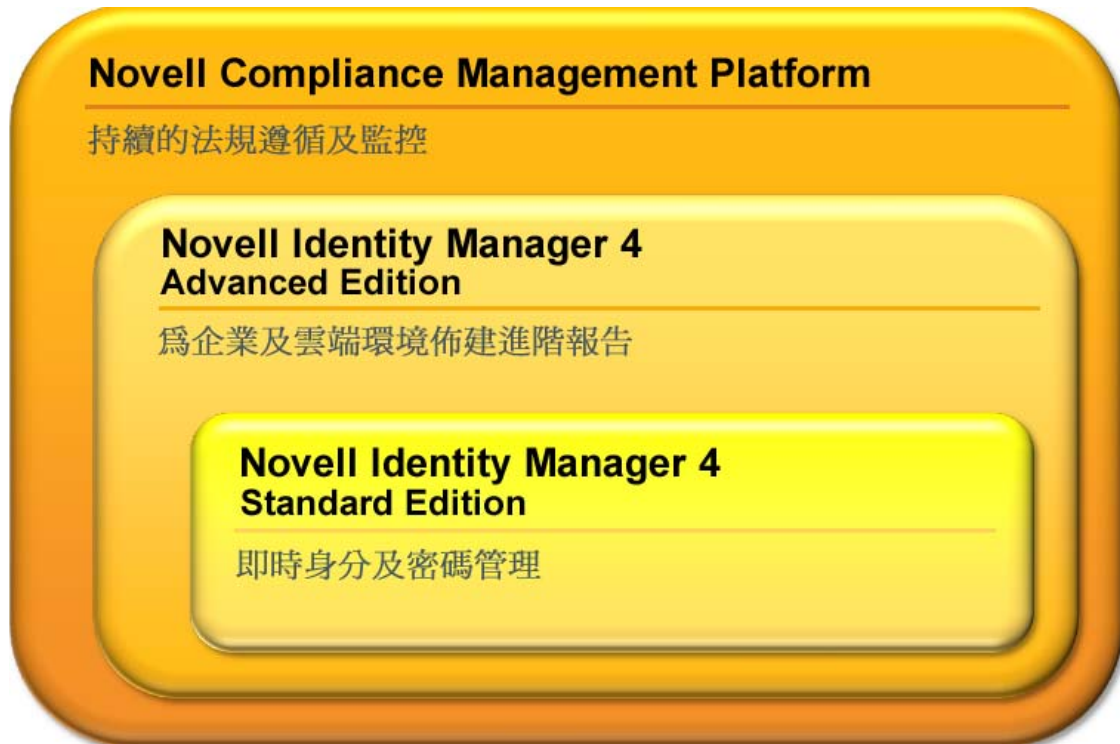 Novell Compliance Management Platform
持續的法規遵循及監控
Novell Identity Manager 4
Advanced Edition
爲企業及雲端環境佈建進階報告
Novell Identity Manager 4
Standard Edition
即時身分及密碼管理